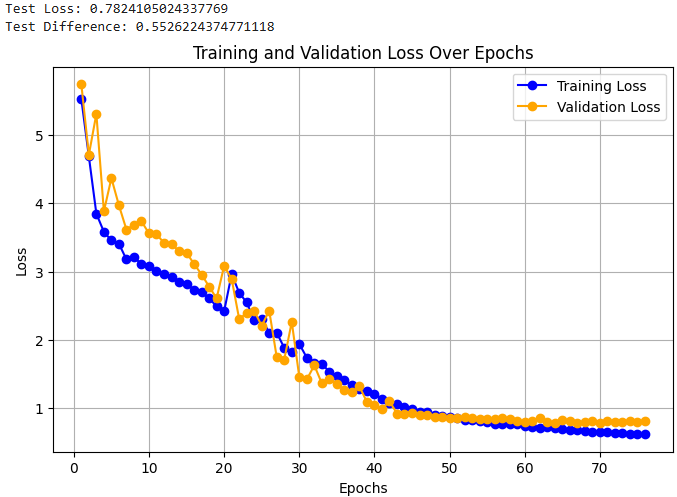 Test Loss: 0.7824105024337769
Test Difference: 0.5526224374771118
Training and Validation Loss Over Epochs
Training Loss
Validation Loss
5
4
3
2
1
Loss
0 10 20 30 40 50 60 70
Epochs